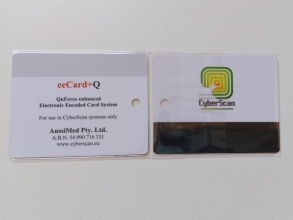 eeCard+Q
QuForce enhanced
Electronic Encoded Card System
For use in CyberScan systems only
AussiMed Pty. Ltd.
A.B.N. 54 090 716 331
www.cyberscan.eu
CyberScan